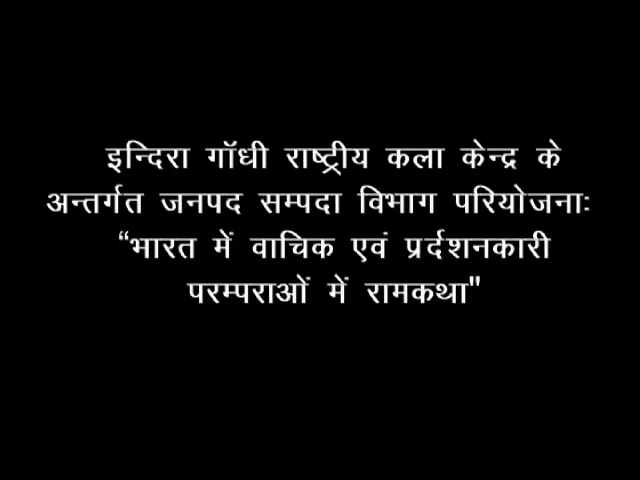 इन्दिरा गॉधी राष्ट्रीय कला केन्द्र के
अन्तर्गत जनपद सम्पदा विभाग परियोजनाः
“भारत में वाचिक एवं प्रर्दशनकारी
परम्पराओं में रामकथा"